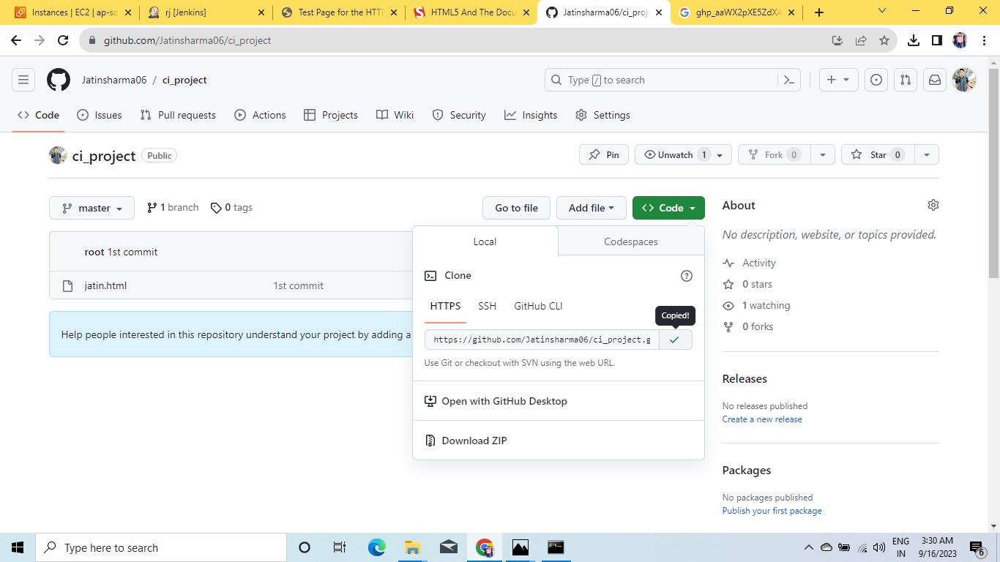 Instances | EC2 | ap-so
rj [Jenkins]
Test Page for the HTTP
HTML5 And The Docu
Jatinsharma06/ci_proj
github.com/Jatinsharma06/ci_project
Jatinsharma06 / ci_project
Type / to search
Code
Issues
Pull requests
Actions
Projects
Wiki
Security
Insights
Settings
ci_project
Public
Pin
Unwatch 1
Fork 0
Star 0
master
1 branch
0 tags
Go to file
Add file
Code
About
No description, website, or topics provided.
Activity
0 stars
1 watching
0 forks
root 1st commit
jatin.html
1st commit
Help people interested in this repository understand your project by adding a
Local
Codespaces
Clone
HTTPS
SSH
GitHub CLI
Copied!
https://github.com/Jatinsharma06/ci_project.g
Use Git or checkout with SVN using the web URL.
Open with GitHub Desktop
Download ZIP
Releases
No releases published
Create a new release
Packages
No packages published
Publish your first package
Type here to search
ENG
IN
3:30 AM
9/16/2023
6